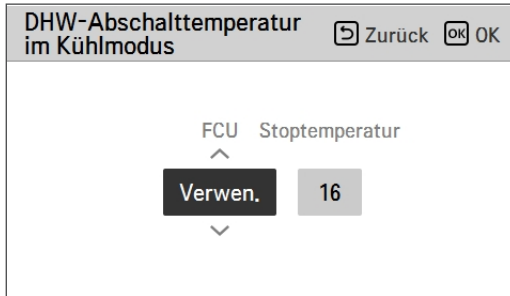 DHW-Abschalttemperatur
im Kühlmodus
Zurück
OK OK
FCU Stoptemperatur
Verwen. 16